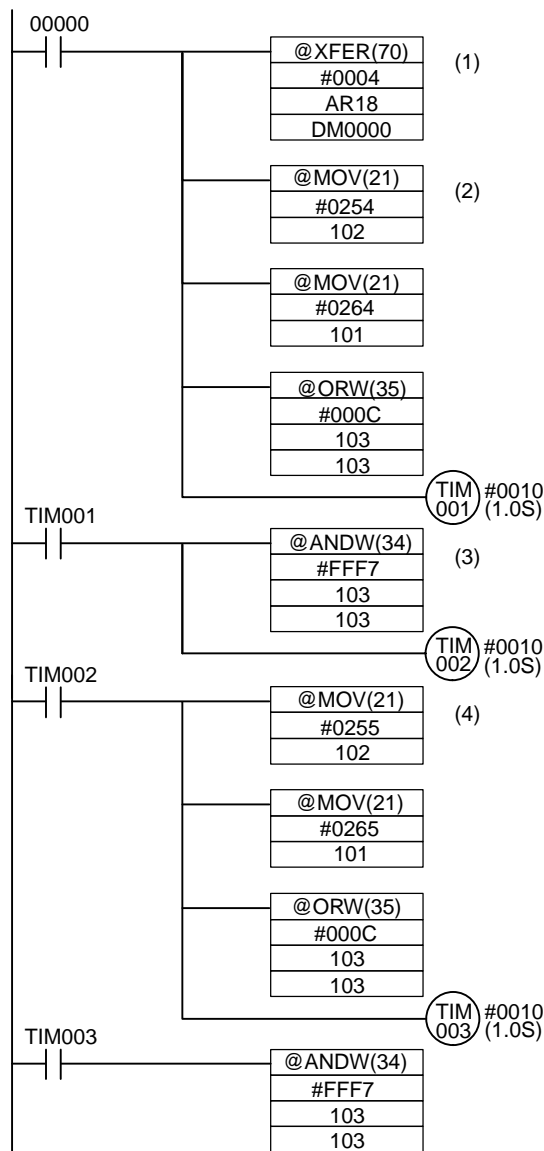 00000
@XFER(70) (1)
#0004
AR18
DM0000
@MOV(21) (2)
#0254
102
@MOV(21)
#0264
101
@ORW(35)
#000C
103
103
TIM #0010
001 (1.0S)
TIM001
@ANDW(34) (3)
#FFF7
103
103
TIM #0010
002 (1.0S)
TIM002
@MOV(21) (4)
#0255
102
@MOV(21)
#0265
101
@ORW(35)
#000C
103
103
TIM #0010
003 (1.0S)
TIM003
@ANDW(34)
#FFF7
103
103